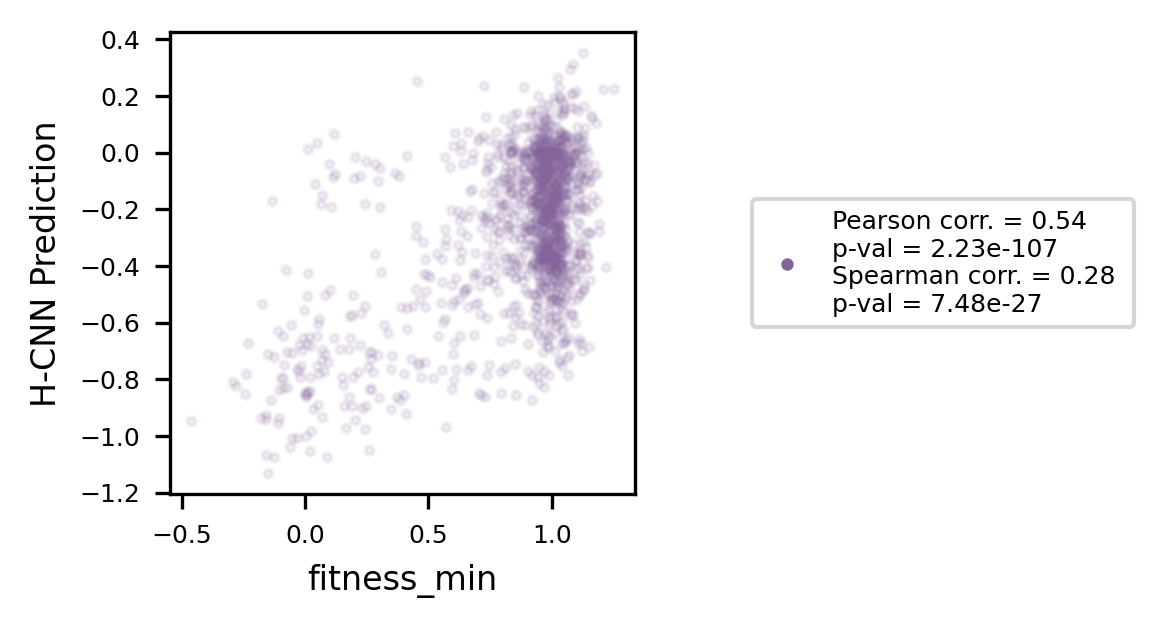 0.4
0.2
0.0
−0.2
−0.4
−0.6
−0.8
−1.0
−1.2
H-CNN Prediction
−0.5 0.0 0.5 1.0
fitness_min
Pearson corr. = 0.54
p-val = 2.23e-107
Spearman corr. = 0.28
p-val = 7.48e-27